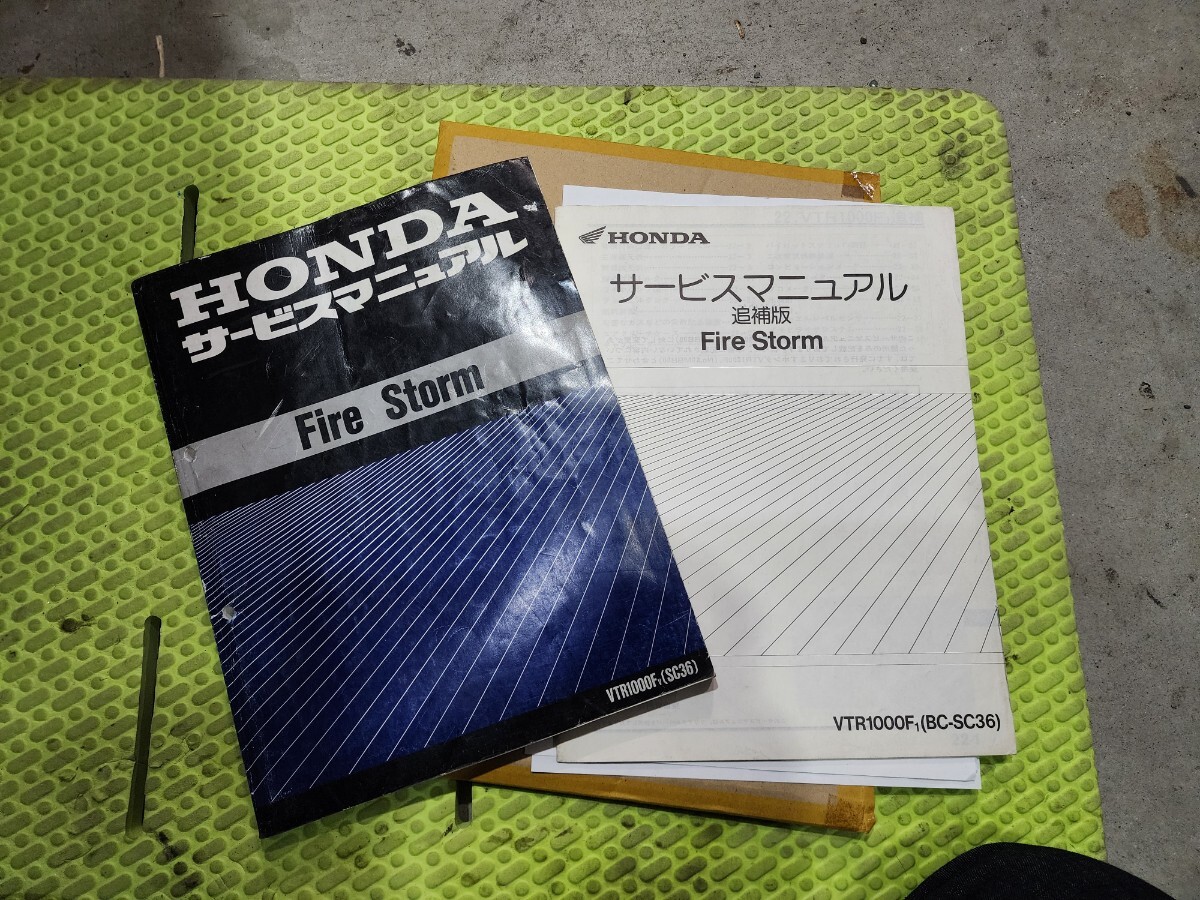 HONDA
サービスマニュアル
Fire Storm
VTR1000FV (SC36)
HONDA
サービスマニュアル
追補版
Fire Storm
VTR1000F1 (BC-SC36)